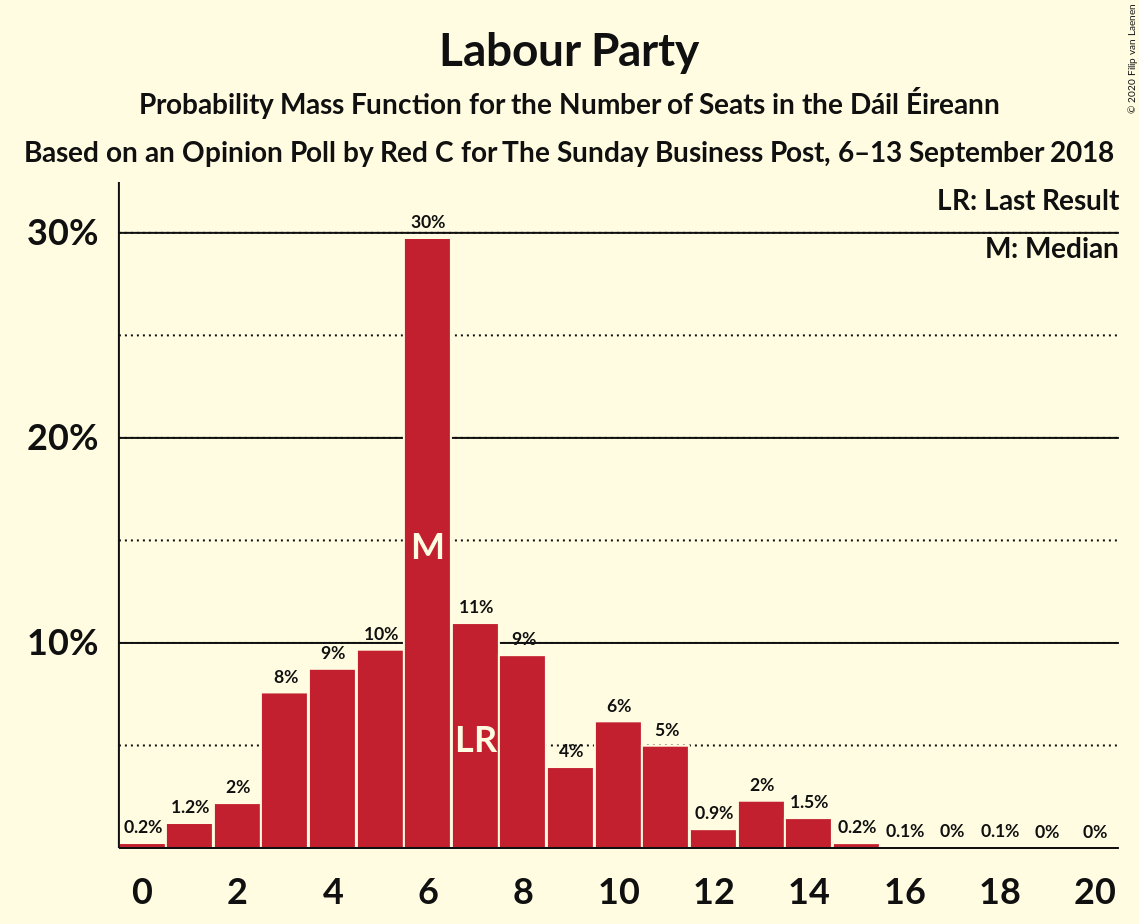 Labour Party
Probability Mass Function for the Number of Seats in the Dáil Éireann
Based on an Opinion Poll by Red C for The Sunday Business Post, 6–13 September 2018
© 2020 Filip van Laenen
LR: Last Result
M: Median
30%
20%
10%
0.2%
1.2%
2%
8%
9%
10%
30%
11%
9%
4%
6%
5%
0.9%
2%
1.5%
0.2%
0.1%
0%
0.1%
0%
0%
M
LR
0 2 4 6 8 10 12 14 16 18 20